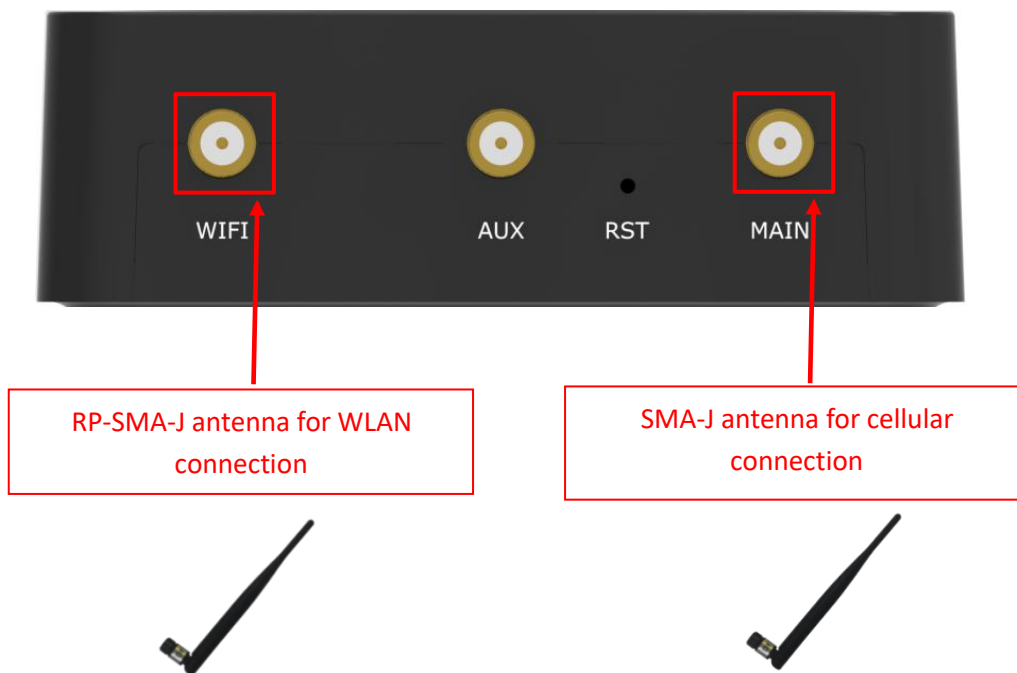 WIFI AUX RST MAIN
RP-SMA-J antenna for WLAN
connection
SMA-J antenna for cellular
connection